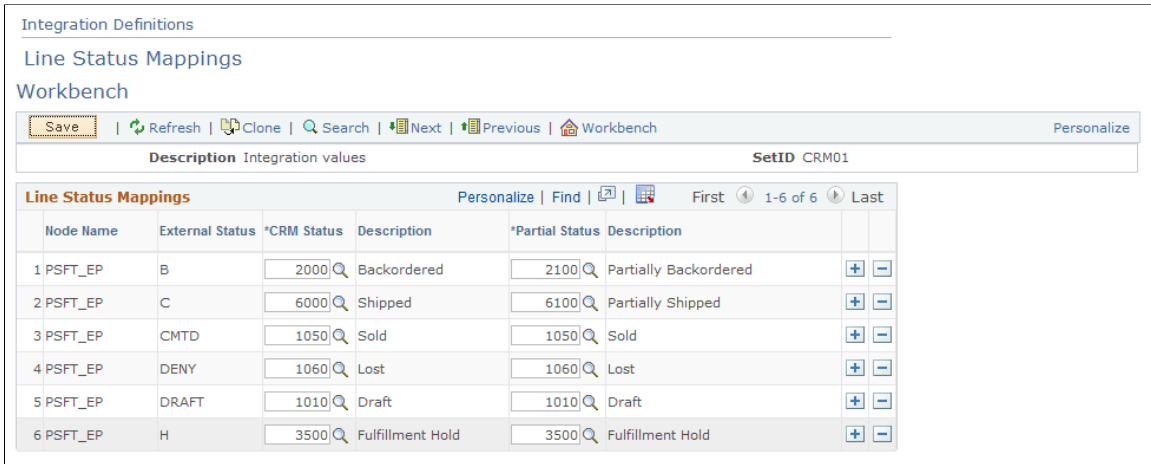 Integration Definitions
Line Status Mappings
Workbench
Save | Refresh | Clone | Search | Next | Previous | Workbench Personalize
Description Integration values SetID CRM01
Line Status Mappings Personalize | Find | | First 1-6 of 6 Last
Node Name External Status *CRM Status Description *Partial Status Description
1 PSFT_EP B 2000 Backordered 2100 Partially Backordered
2 PSFT_EP C 6000 Shipped 6100 Partially Shipped
3 PSFT_EP CMTD 1050 Sold 1050 Sold
4 PSFT_EP DENY 1060 Lost 1060 Lost
5 PSFT_EP DRAFT 1010 Draft 1010 Draft
6 PSFT_EP H 3500 Fulfillment Hold 3500 Fulfillment Hold